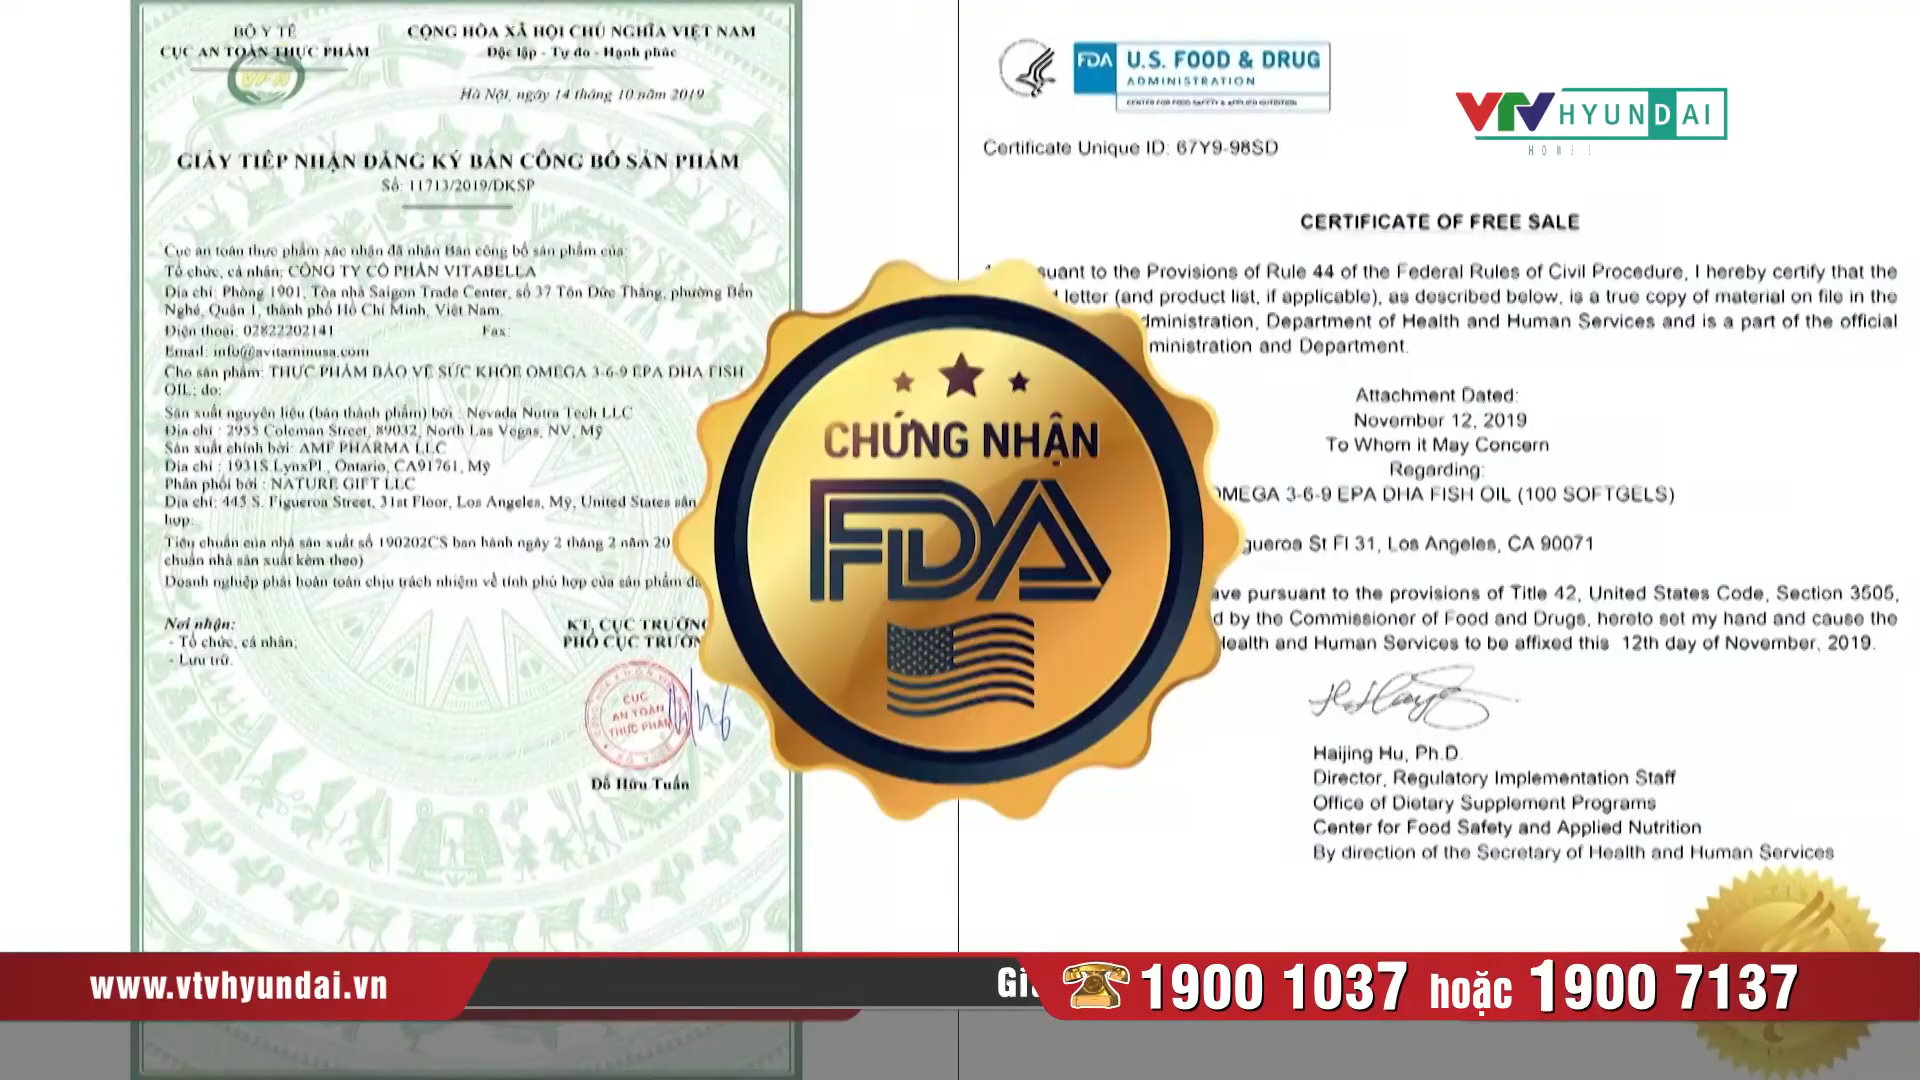 BỘ Y TẾ
CỤC AN TOÀN THỰC PHẨM
CỘNG HÒA XÃ HỘI CHỦ NGHĨA VIỆT NAM
Độc lập - Tự do - Hạnh phúc
Hà Nội, ngày 14 tháng 10 năm 2019
GIẤY TIẾP NHẬN ĐĂNG KÝ BẢN CÔNG BỐ SẢN PHẨM
Số: 11713/2019/ĐKSP
Cục an toàn thực phẩm xác nhận đã nhận Bản công bố sản phẩm của:
Tổ chức, cá nhân: CÔNG TY CỔ PHẦN VITABELLA
Địa chỉ: Phòng 1901, Tòa nhà Saigon Trade Center, số 37 Tôn Đức Thắng, phường Bến
Nghé, Quận 1, thành phố Hồ Chí Minh, Việt Nam.
Điện thoại: 02822202141 Fax:
Email: info@avitaminusa.com
Cho sản phẩm: THỰC PHẨM BẢO VỆ SỨC KHỎE OMEGA 3-6-9 EPA DHA FISH
OIL; do:
Sản xuất nguyên liệu (bán thành phẩm) bởi : Nevada Nutra Tech LLC
Địa chỉ : 2955 Coleman Street, 89032, North Las Vegas, NV, Mỹ
Sản xuất chính bởi: AMF PHARMA LLC
Địa chỉ : 1931S.LynxPL, Ontario, CA91761, Mỹ
Phân phối bởi : NATURE GIFT LLC
Địa chỉ: 445 S. Figueroa Street, 31st Floor, Los Angeles, Mỹ, United States sản
hợp:
Tiêu chuẩn của nhà sản xuất số 190202CS ban hành ngày 2 tháng 2 năm 20
chuẩn nhà sản xuất kèm theo)
Doanh nghiệp phải hoàn toàn chịu trách nhiệm về tính phù hợp của sản phẩm đã
Nơi nhận:
- Tổ chức, cá nhân;
- Lưu trữ.
KT. CỤC TRƯỞNG
PHÓ CỤC TRƯỞN
CỤC
AN TOÀN
THỰC PHẨM
Đỗ Hữu Tuấn
FDA U.S. FOOD & DRUG
ADMINISTRATION
CENTER FOR FOOD SAFETY & APPLIED NUTRITION
VTV HYUNDAI
HOME
Certificate Unique ID: 67Y9-98SD
CERTIFICATE OF FREE SALE
suant to the Provisions of Rule 44 of the Federal Rules of Civil Procedure, I hereby certify that the
letter (and product list, if applicable), as described below, is a true copy of material on file in the
dministration, Department of Health and Human Services and is a part of the official
ministration and Department.
Attachment Dated:
November 12, 2019
To Whom it May Concern
Regarding:
OMEGA 3-6-9 EPA DHA FISH OIL (100 SOFTGELS)
gueroa St Fl 31, Los Angeles, CA 90071
ave pursuant to the provisions of Title 42, United States Code, Section 3505,
d by the Commissioner of Food and Drugs, hereto set my hand and cause the
Health and Human Services to be affixed this 12th day of November, 2019.
Haijing Hu, Ph.D.
Director, Regulatory Implementation Staff
Office of Dietary Supplement Programs
Center for Food Safety and Applied Nutrition
By direction of the Secretary of Health and Human Services
CHỨNG NHẬN
FDA
www.vtvhyundai.vn
1900 1037 hoặc 1900 7137